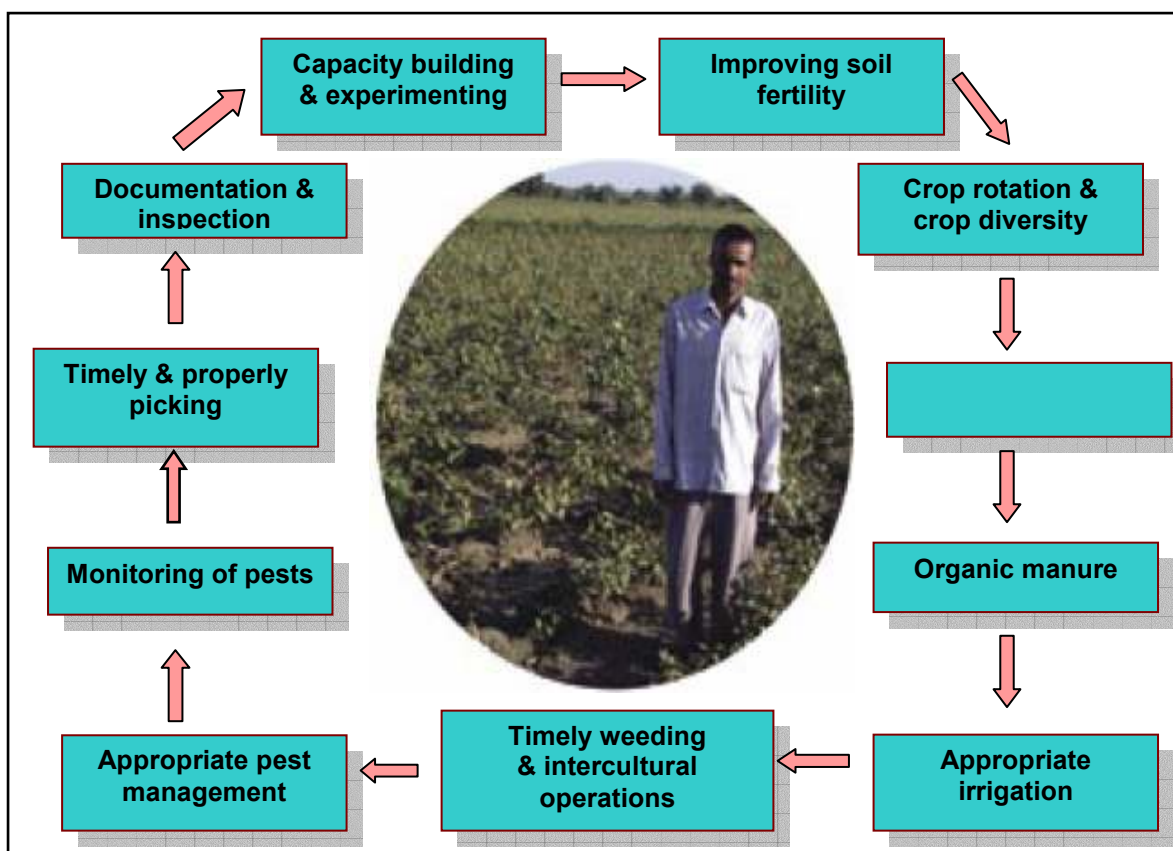 Capacity building
& experimenting
Improving soil
fertility
Crop rotation &
crop diversity
Organic manure
Appropriate
irrigation
Timely weeding
& intercultural
operations
Appropriate pest
management
Monitoring of pests
Timely & properly
picking
Documentation &
inspection